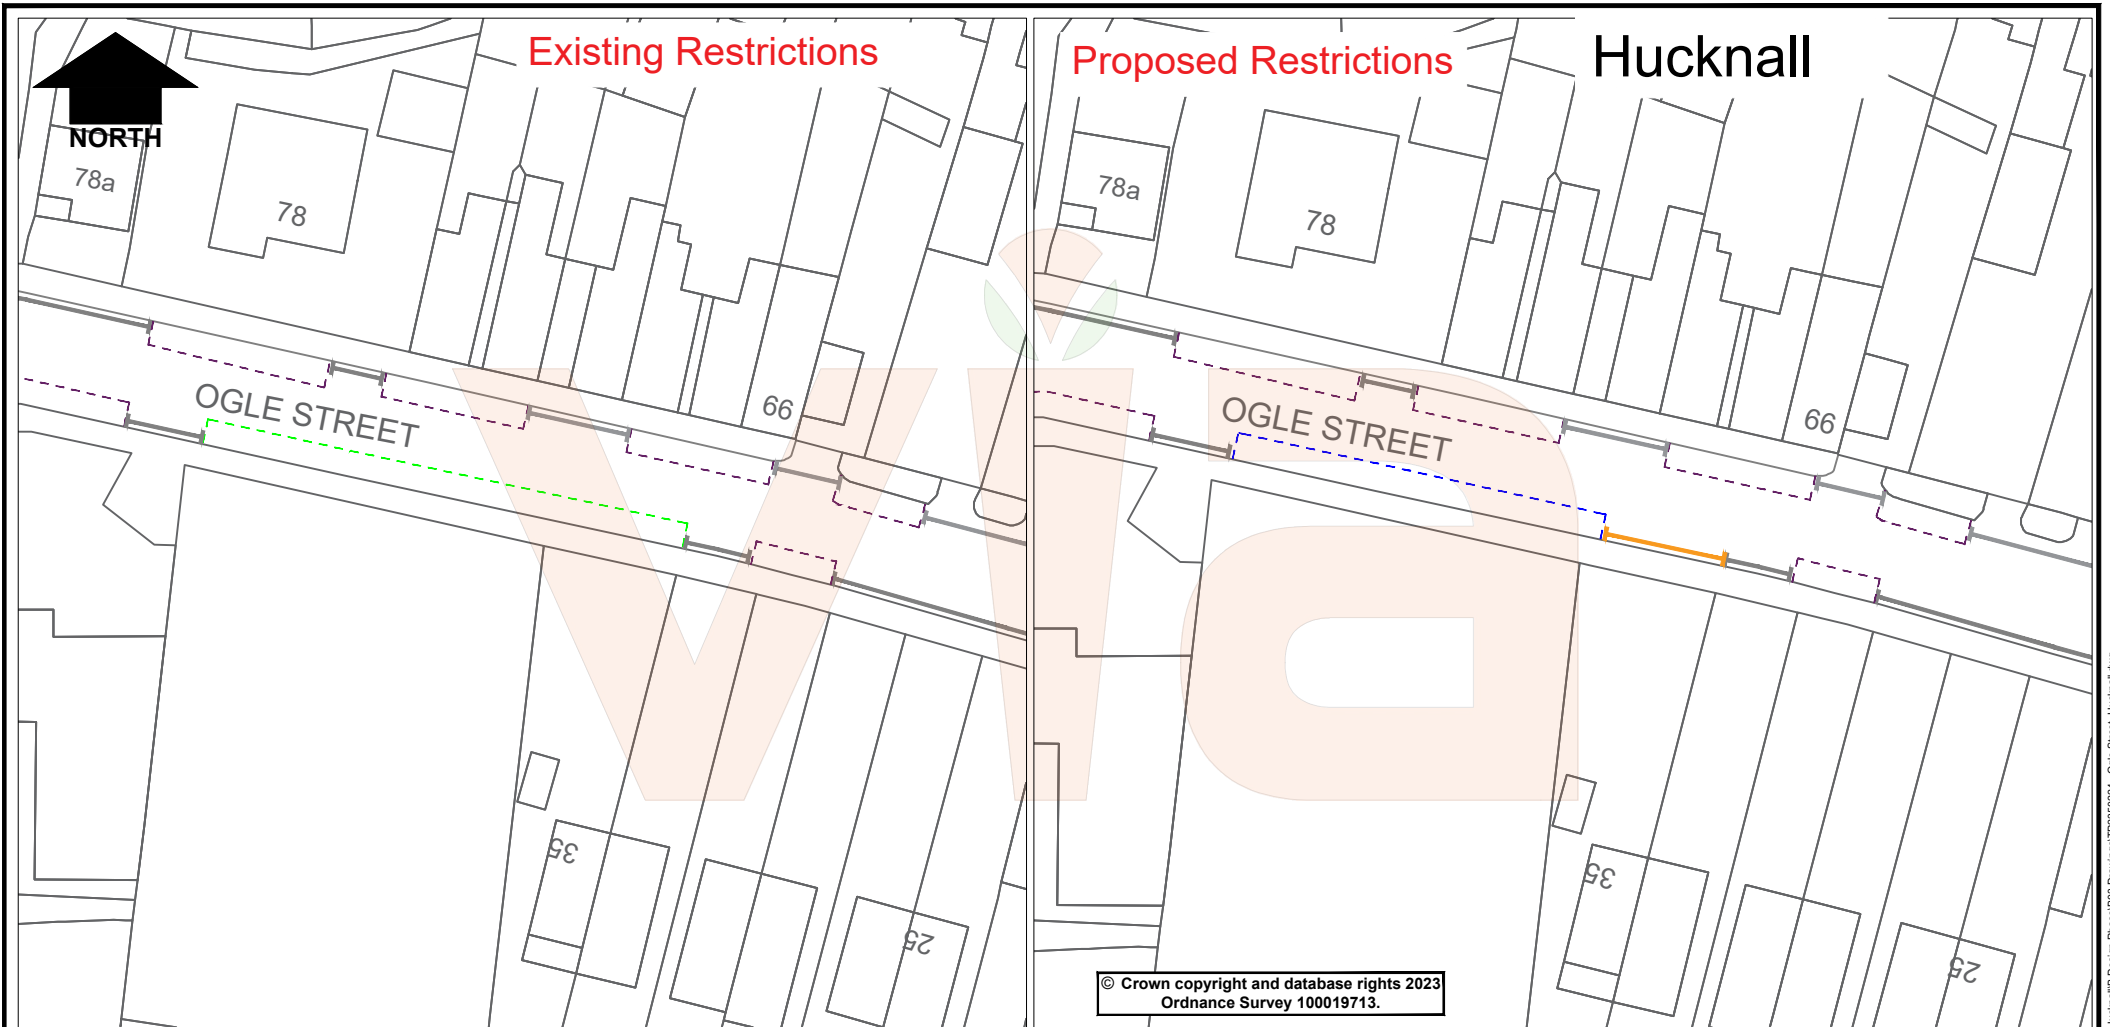 Existing Restrictions
NORTH
78a
78
OGLE STREET
66
35
25
Proposed Restrictions
Hucknall
78a
78
OGLE STREET
66
35
25
via
© Crown copyright and database rights 2023
Ordnance Survey 100019713.